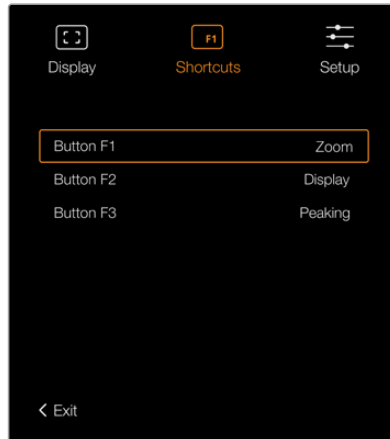 F1
Display Shortcuts Setup
Button F1 Zoom
Button F2 Display
Button F3 Peaking
Exit